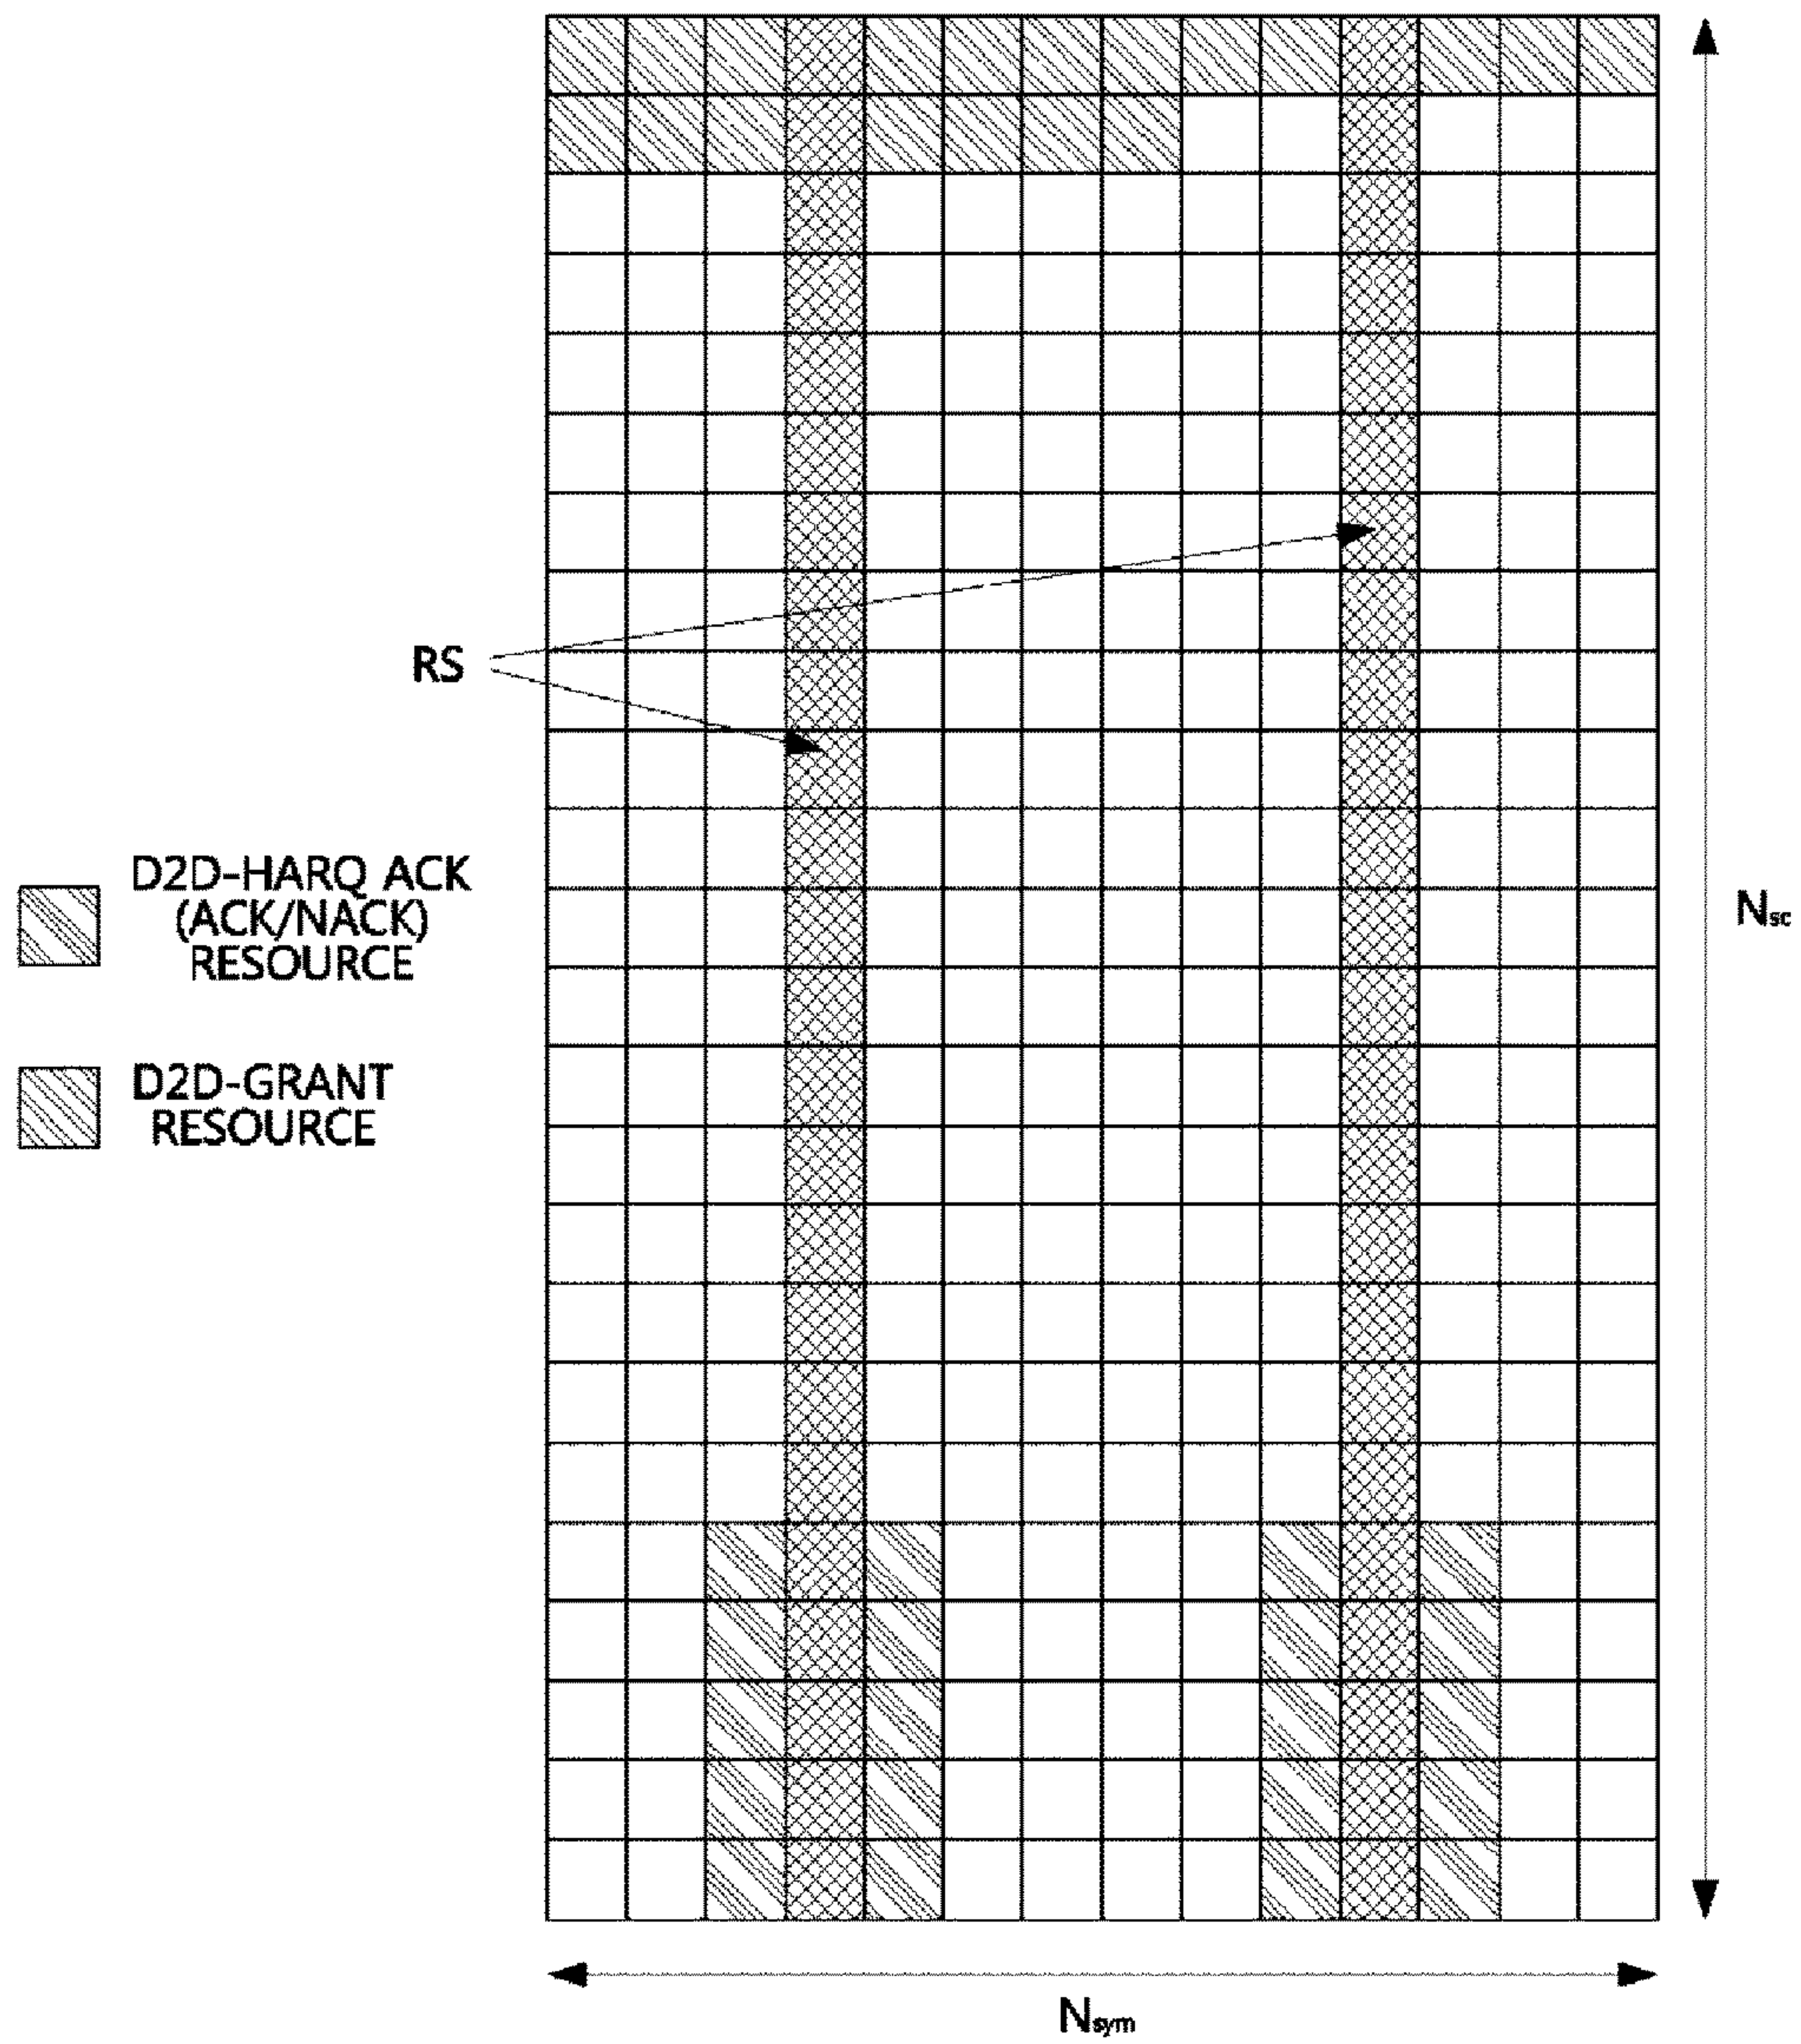 RS
D2D-HARQ ACK
(ACK/NACK)
RESOURCE
D2D-GRANT
RESOURCE
Nsc
Nsym